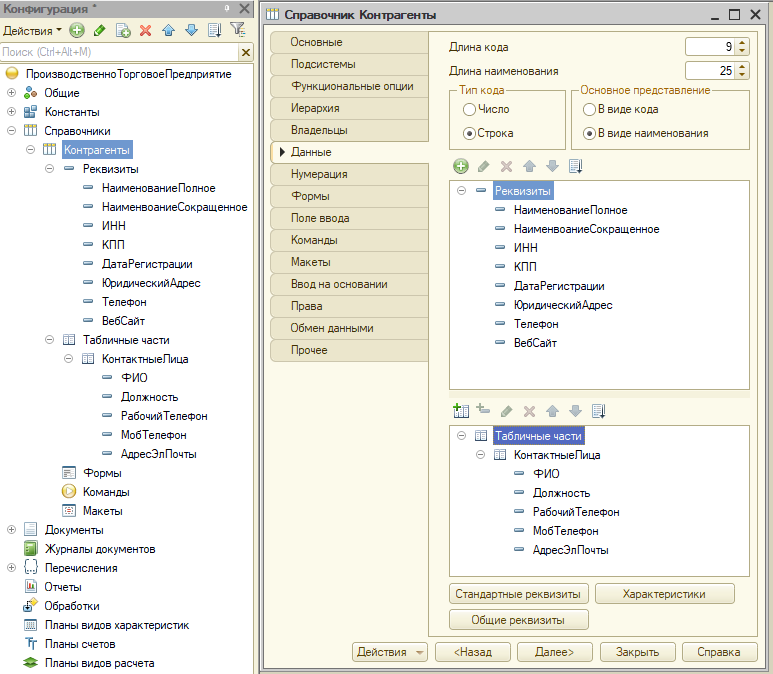 Конфигурация *
Действия
Поиск (Ctrl+Alt+M)
ПроизводственноТорговоеПредприятие
Общие
Константы
Справочники
Контрагенты
Реквизиты
НаименованиеПолное
НаименвоаниеСокращенное
ИНН
КПП
ДатаРегистрации
ЮридическийАдрес
Телефон
ВебСайт
Табличные части
КонтактныеЛица
ФИО
Должность
РабочийТелефон
МобТелефон
АдресЭлПочты
Формы
Команды
Макеты
Документы
Журналы документов
Перечисления
Отчеты
Обработки
Планы видов характеристик
Планы счетов
Планы видов расчета
Справочник Контрагенты
Основные
Подсистемы
Функциональные опции
Иерархия
Владельцы
Данные
Нумерация
Формы
Поле ввода
Команды
Макеты
Ввод на основании
Права
Обмен данными
Прочее
Длина кода 9
Длина наименования 25
Тип кода
Число
Строка
Основное представление
В виде кода
В виде наименования
Реквизиты
НаименованиеПолное
НаименвоаниеСокращенное
ИНН
КПП
ДатаРегистрации
ЮридическийАдрес
Телефон
ВебСайт
Табличные части
КонтактныеЛица
ФИО
Должность
РабочийТелефон
МобТелефон
АдресЭлПочты
Стандартные реквизиты Характеристики
Общие реквизиты
Действия <Назад Далее> Закрыть Справка